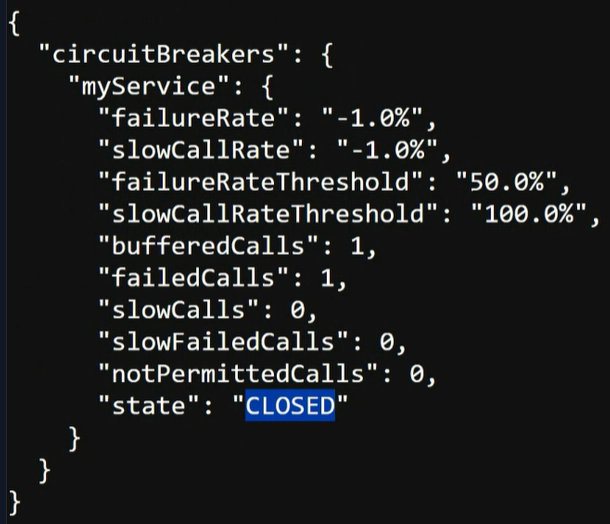 {
  "circuitBreakers": {
    "myService": {
      "failureRate": "-1.0%",
      "slowCallRate": "-1.0%",
      "failureRateThreshold": "50.0%",
      "slowCallRateThreshold": "100.0%",
      "bufferedCalls": 1,
      "failedCalls": 1,
      "slowCalls": 0,
      "slowFailedCalls": 0,
      "notPermittedCalls": 0,
      "state": "CLOSED"
    }
  }
}